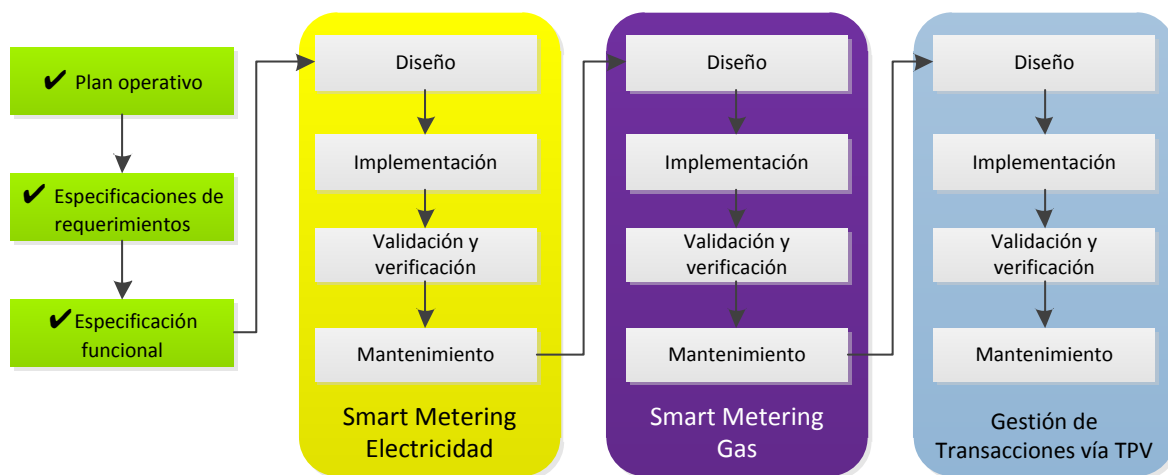 ✔ Plan operativo
✔ Especificaciones de
requerimientos
✔ Especificación
funcional
Diseño
Implementación
Validación y
verificación
Mantenimiento
Smart Metering
Electricidad
Diseño
Implementación
Validación y
verificación
Mantenimiento
Smart Metering
Gas
Diseño
Implementación
Validación y
verificación
Mantenimiento
Gestión de
Transacciones vía TPV